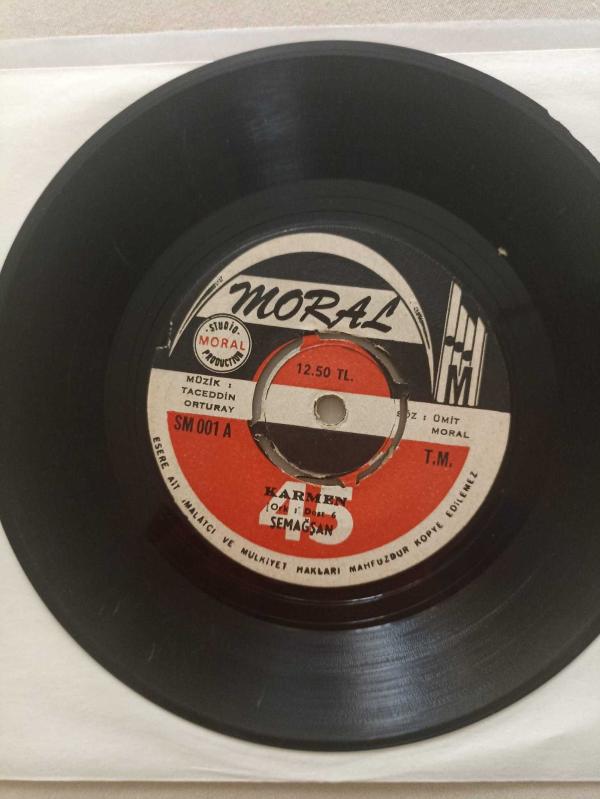 MORAL
STUDIO
MORAL
PRODUCTION
M
12.50 TL.
MÜZİK :
TACEDDİN
ORTURAY
SÖZ : ÜMİT
MORAL
SM 001 A
T.M.
45
KARMEN
SEMAĞŞAN
ESERE AİT İMALATÇI VE MÜLKİYET HAKLARI MAHFUZDUR KOPYE EDİLEMEZ